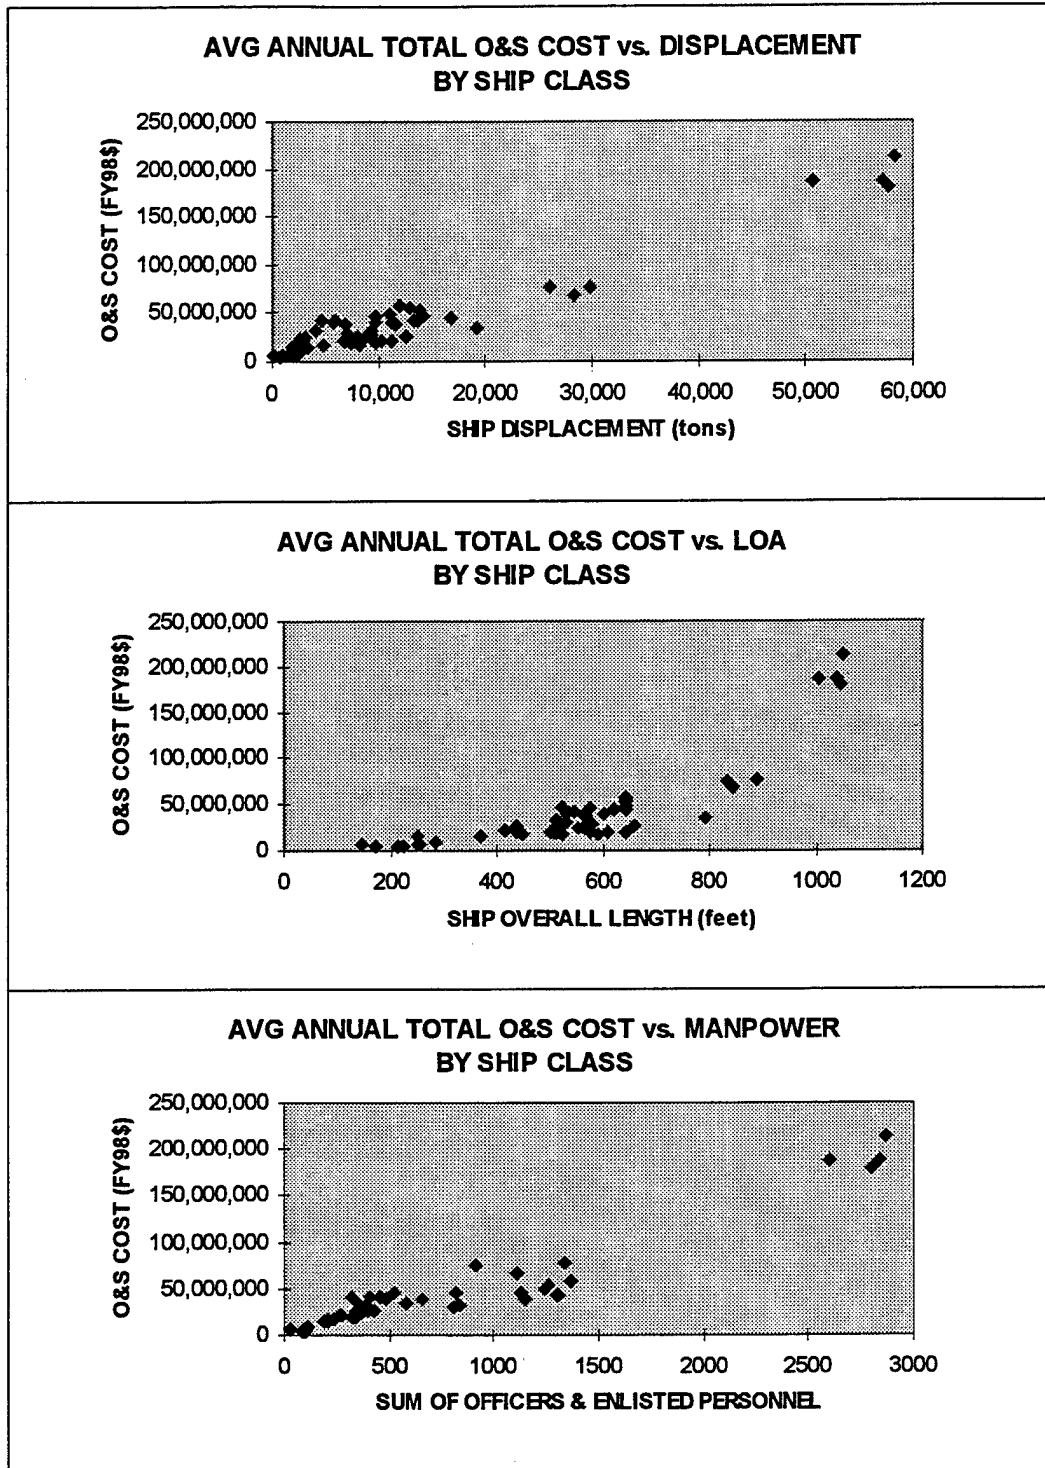 AVG ANNUAL TOTAL O&S COST vs. DISPLACEMENT
BY SHIP CLASS
O&S COST (FY98$)
250,000,000
200,000,000
150,000,000
100,000,000
50,000,000
0
0 10,000 20,000 30,000 40,000 50,000 60,000
SHIP DISPLACEMENT (tons)
AVG ANNUAL TOTAL O&S COST vs. LOA
BY SHIP CLASS
O&S COST (FY98$)
250,000,000
200,000,000
150,000,000
100,000,000
50,000,000
0
0 200 400 600 800 1000 1200
SHIP OVERALL LENGTH (feet)
AVG ANNUAL TOTAL O&S COST vs. MANPOWER
BY SHIP CLASS
O&S COST (FY98$)
250,000,000
200,000,000
150,000,000
100,000,000
50,000,000
0
0 500 1000 1500 2000 2500 3000
SUM OF OFFICERS & ENLISTED PERSONNEL